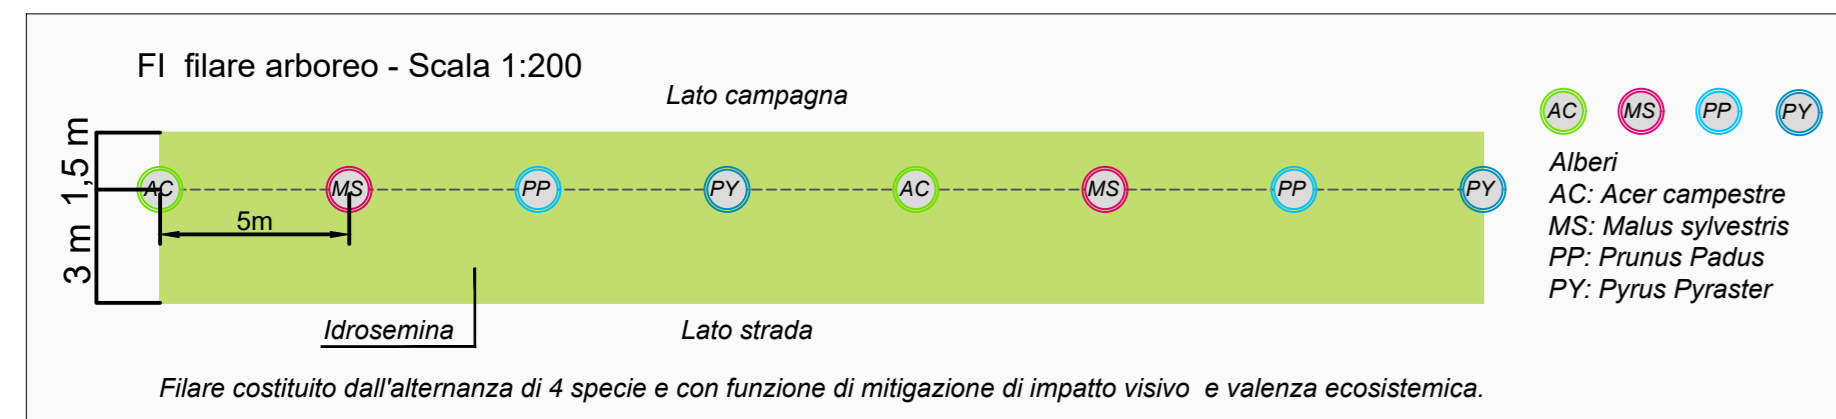 FI filare arboreo - Scala 1:200
Lato campagna
1,5 m
3 m
AC MS PP PY AC MS PP PY
5m
Idrosemina
Lato strada
Filare costituito dall'alternanza di 4 specie e con funzione di mitigazione di impatto visivo e valenza ecosistemica.
AC MS PP PY
Alberi
AC: Acer campestre
MS: Malus sylvestris
PP: Prunus Padus
PY: Pyrus Pyraster